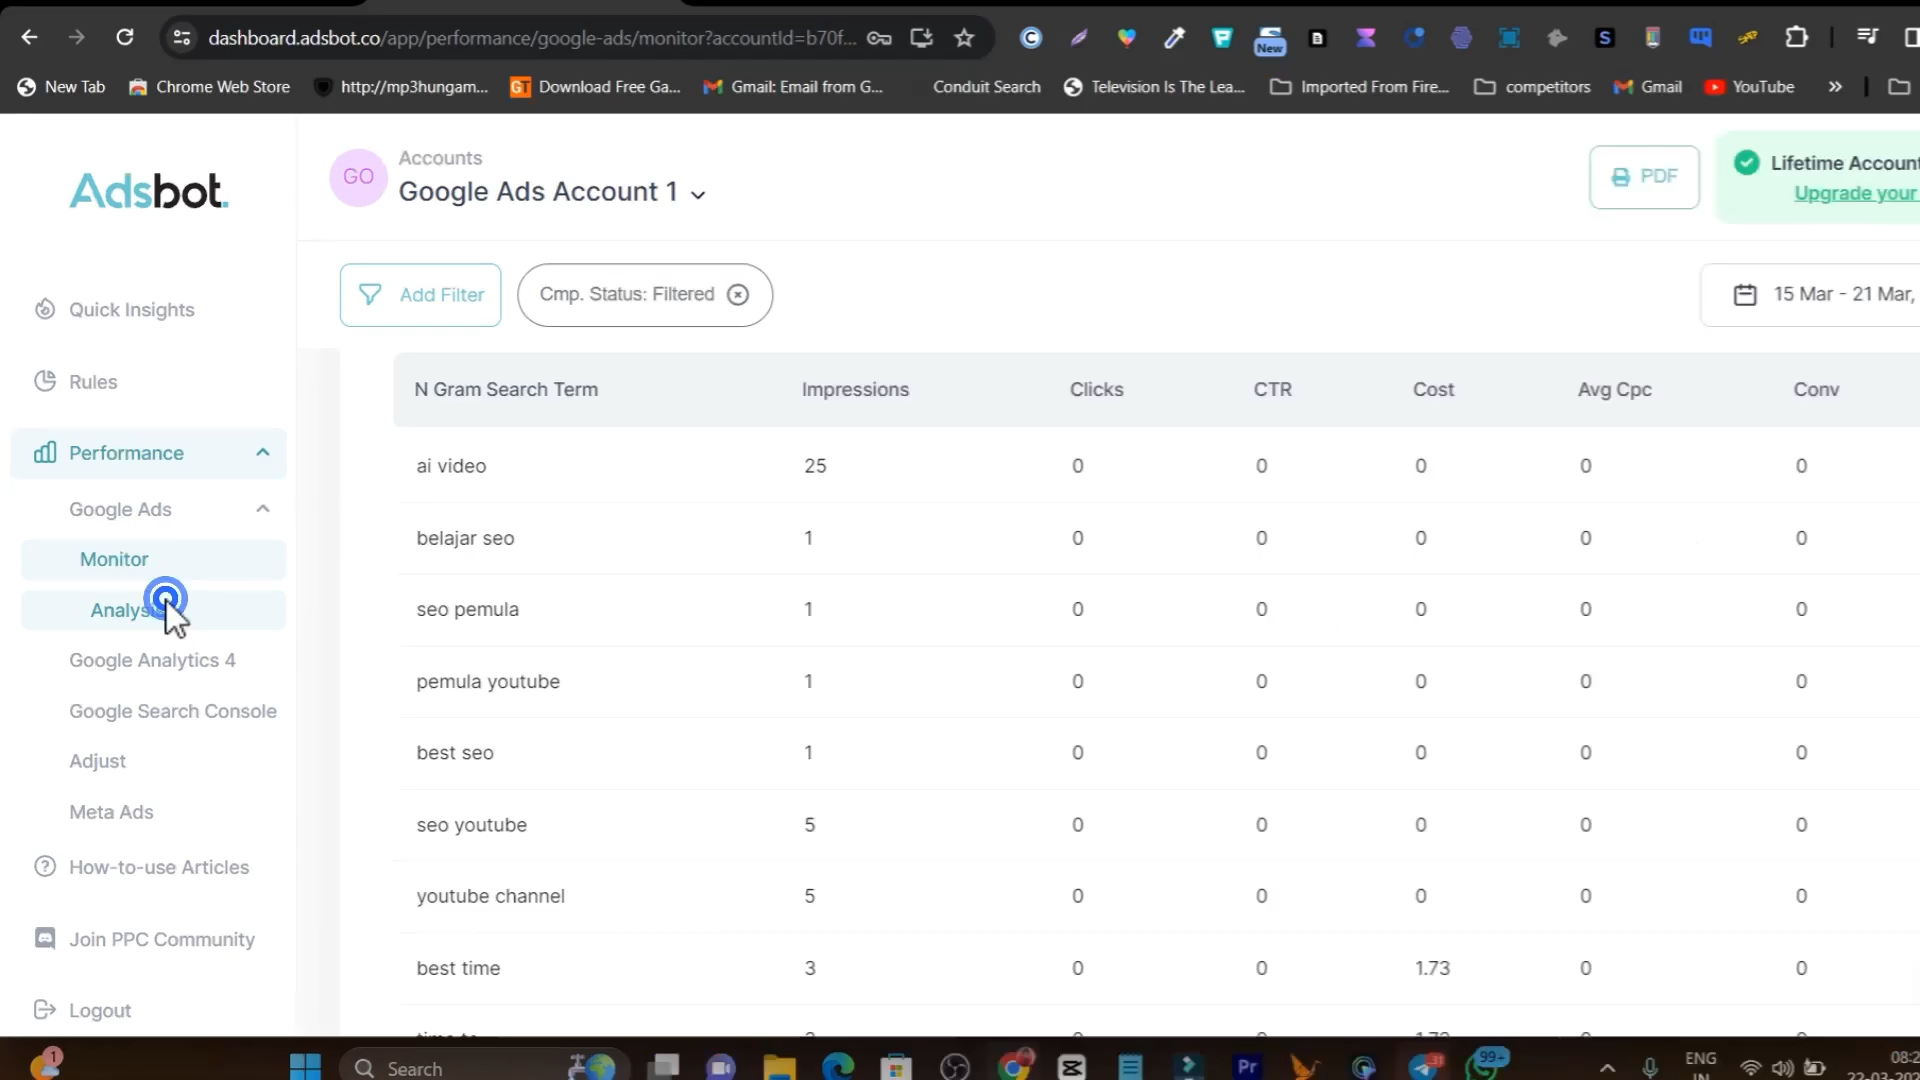 dashboard.adsbot.co/app/performance/google-ads/monitor?accountId=b70f...
New
S
New Tab
Chrome Web Store
http://mp3hungam...
GT Download Free Ga...
Gmail: Email from G...
Conduit Search
Television Is The Lea...
Imported From Fire...
competitors
Gmail
YouTube
»
Adsbot.
GO
Accounts
Google Ads Account 1
PDF
Lifetime Account
Upgrade your
Add Filter
Cmp. Status: Filtered
15 Mar - 21 Mar,
Quick Insights
Rules
Performance
Google Ads
Monitor
Google Analytics 4
Google Search Console
Adjust
Meta Ads
How-to-use Articles
Join PPC Community
Logout
N Gram Search Term Impressions Clicks CTR Cost Avg Cpc Conv
ai video 25 0 0 0 0 0
belajar seo 1 0 0 0 0 0
seo pemula 1 0 0 0 0 0
pemula youtube 1 0 0 0 0 0
best seo 1 0 0 0 0 0
seo youtube 5 0 0 0 0 0
youtube channel 5 0 0 0 0 0
best time 3 0 0 1.73 0 0
1
Search
Pr
99+
ENG
IN